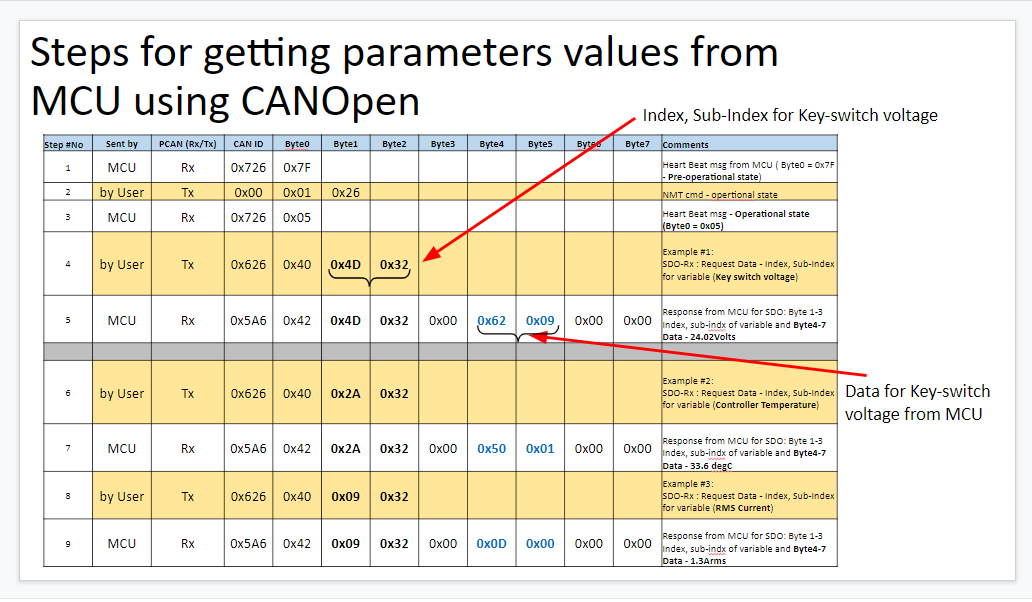 Steps for getting parameters values from
MCU using CANOpen
Index, Sub-Index for Key-switch voltage
Step #No Sent by PCAN (Rx/Tx) CAN ID Byte0 Byte1 Byte2 Byte3 Byte4 Byte5 Byte6 Byte7 Comments
1 MCU Rx 0x726 0x7F Heart Beat msg from MCU ( Byte0 = 0x7F
- Pre-operational state)
2 by User Tx 0x00 0x01 0x26 NMT cmd - opertional state
3 MCU Rx 0x726 0x05 Heart Beat msg - Operational state
(Byte0 = 0x05)
4 by User Tx 0x626 0x40 0x4D 0x32 Example #1:
SDO-Rx : Request Data - Index, Sub-Index
for variable (Key switch voltage)
5 MCU Rx 0x5A6 0x42 0x4D 0x32 0x00 0x62 0x09 0x00 0x00 Response from MCU for SDO: Byte 1-3
Index, sub-indx of variable and Byte4-7
Data - 24.02Volts
6 by User Tx 0x626 0x40 0x2A 0x32 Example #2:
SDO-Rx : Request Data - Index, Sub-Index
for variable (Controller Temperature)
Data for Key-switch
voltage from MCU
7 MCU Rx 0x5A6 0x42 0x2A 0x32 0x00 0x50 0x01 0x00 0x00 Response from MCU for SDO: Byte 1-3
Index, sub-indx of variable and Byte4-7
Data - 33.6 degC
8 by User Tx 0x626 0x40 0x09 0x32 Example #3:
SDO-Rx : Request Data - Index, Sub-Index
for variable (RMS Current)
9 MCU Rx 0x5A6 0x42 0x09 0x32 0x00 0x0D 0x00 0x00 0x00 Response from MCU for SDO: Byte 1-3
Index, sub-indx of variable and Byte4-7
Data - 1.3Arms